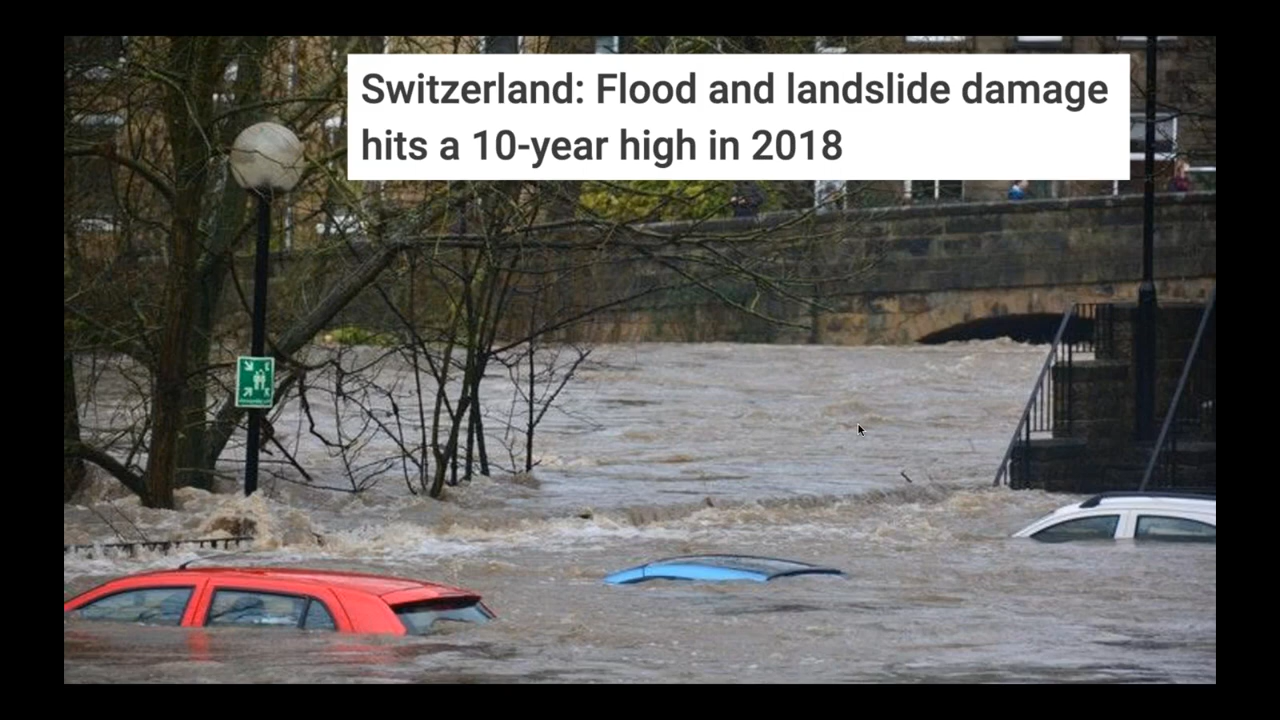 Switzerland: Flood and landslide damage
hits a 10-year high in 2018